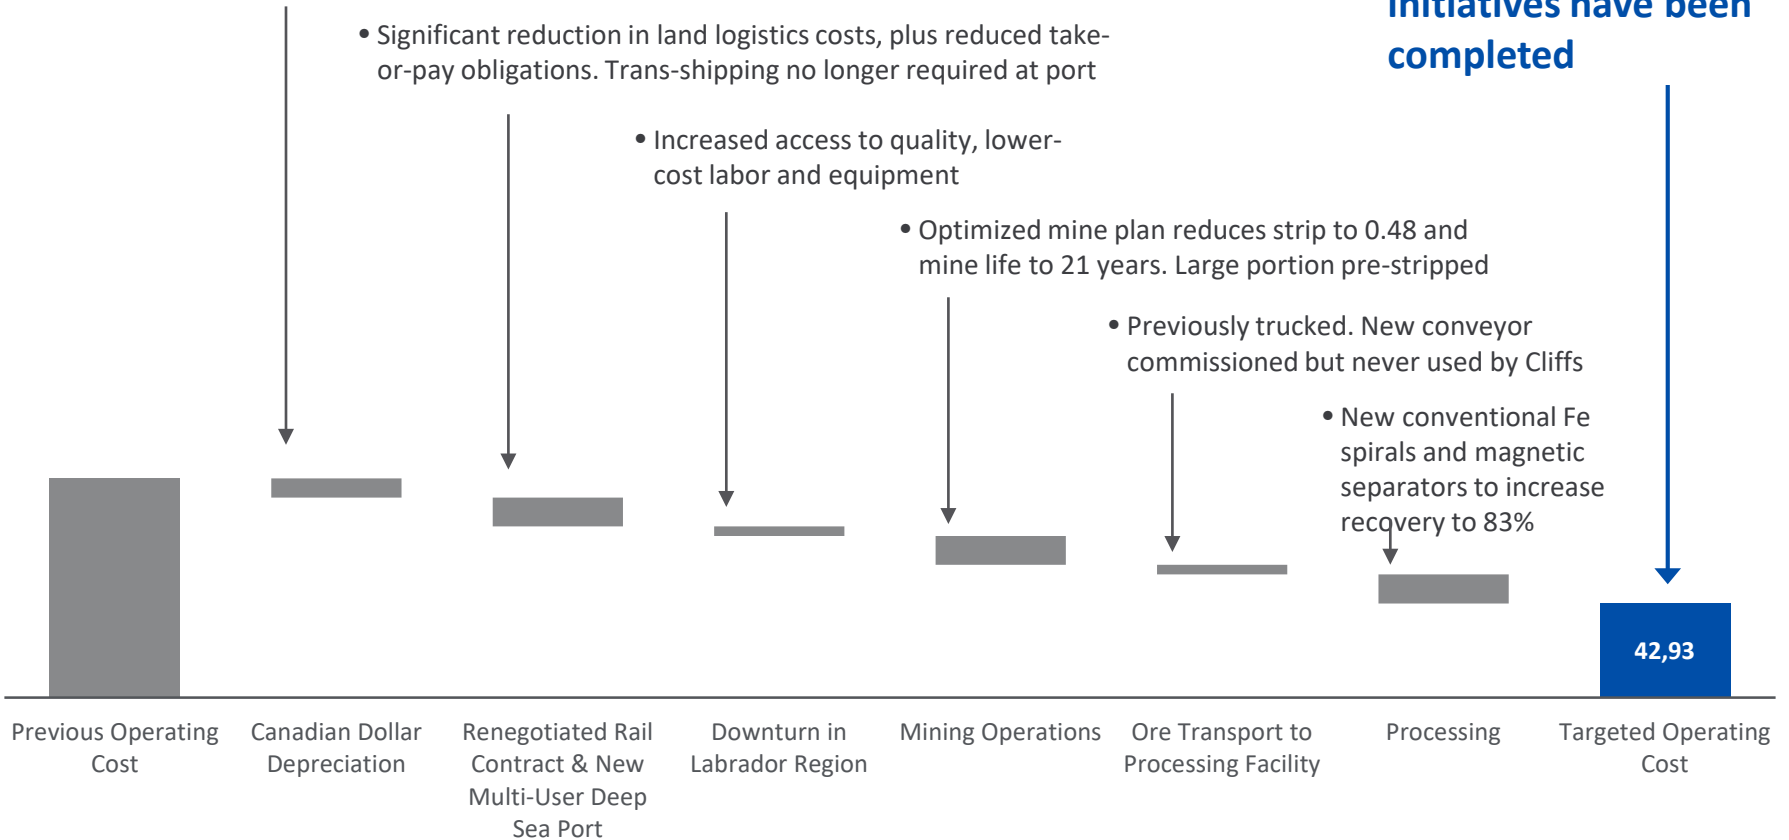 initiatives have been
completed
• Significant reduction in land logistics costs, plus reduced take-
or-pay obligations. Trans-shipping no longer required at port
• Increased access to quality, lower-
cost labor and equipment
• Optimized mine plan reduces strip to 0.48 and
mine life to 21 years. Large portion pre-stripped
• Previously trucked. New conveyor
commissioned but never used by Cliffs
• New conventional Fe
spirals and magnetic
separators to increase
recovery to 83%
42,93
Previous Operating
Cost
Canadian Dollar
Depreciation
Renegotiated Rail
Contract & New
Multi-User Deep
Sea Port
Downturn in
Labrador Region
Mining Operations
Ore Transport to
Processing Facility
Processing
Targeted Operating
Cost